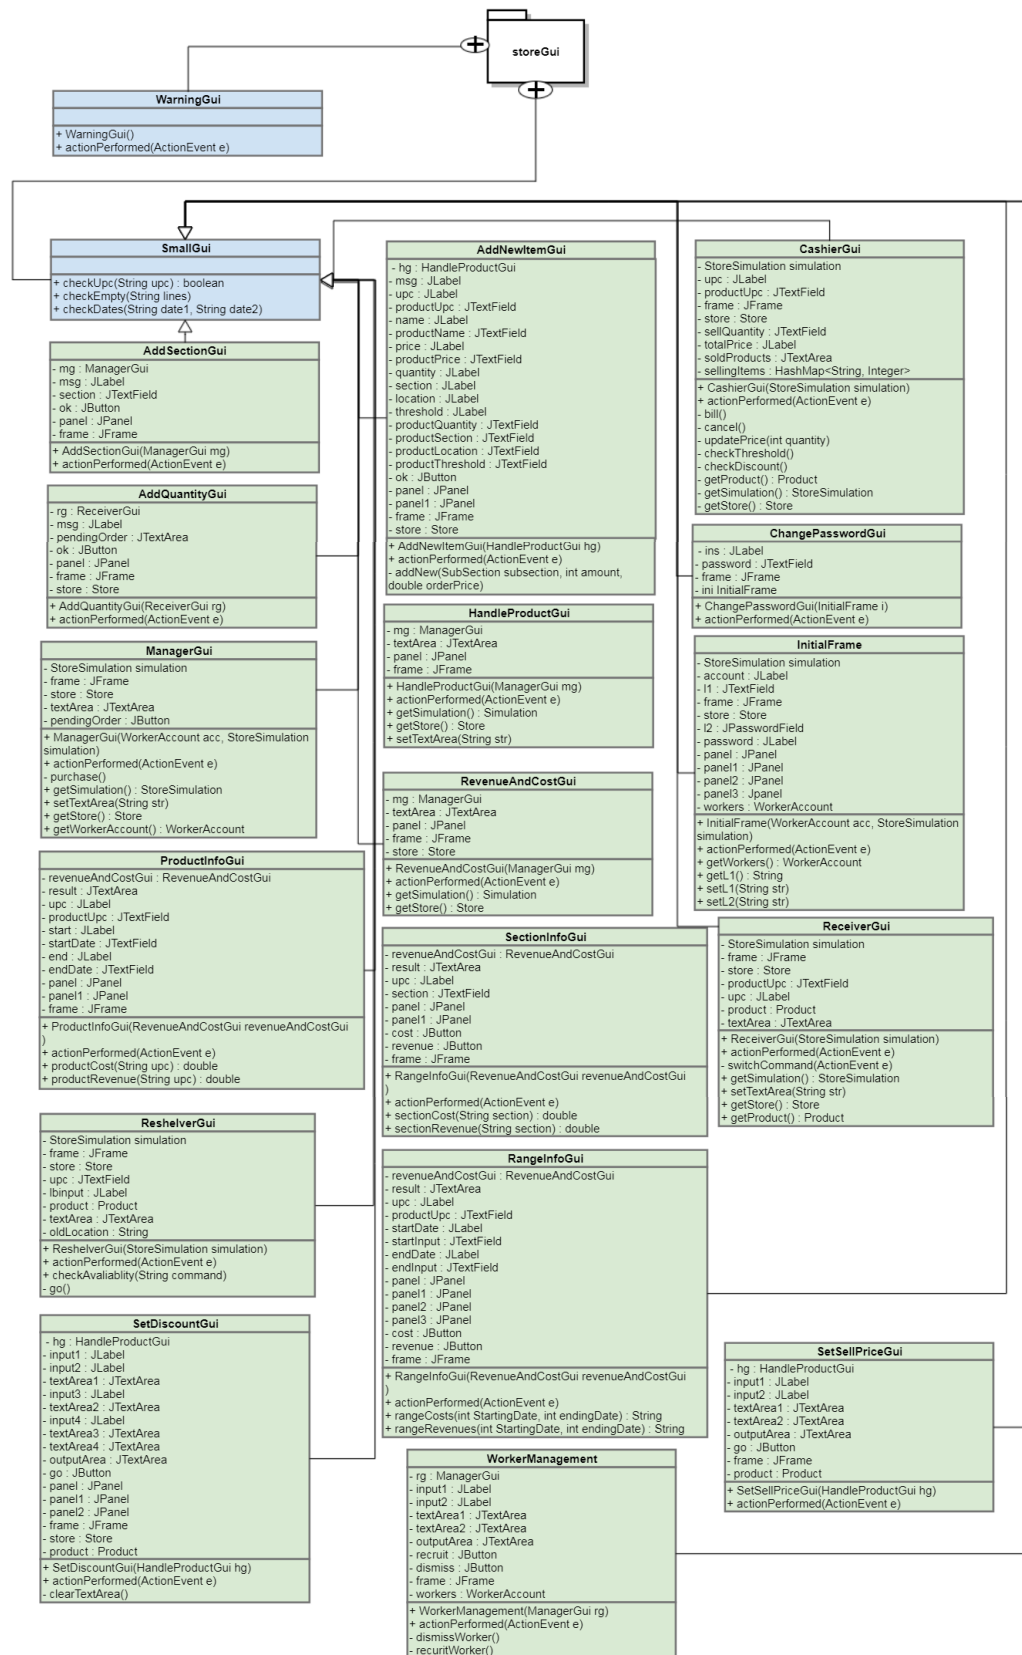 storeGui
WarningGui
+ WarningGui()
+ actionPerformed(ActionEvent e)
SmallGui
+ checkUpc(String upc) : boolean
+ checkEmpty(String lines)
+ checkDates(String date1, String date2)
AddSectionGui
- mg : ManagerGui
- msg : JLabel
- section : JTextField
- ok : JButton
- panel : JPanel
- frame : JFrame
+ AddSectionGui(ManagerGui mg)
+ actionPerformed(ActionEvent e)
AddQuantityGui
- rg : ReceiverGui
- msg : JLabel
- pendingOrder : JTextArea
- ok : JButton
- panel : JPanel
- frame : JFrame
- store : Store
+ AddQuantityGui(ReceiverGui rg)
+ actionPerformed(ActionEvent e)
ManagerGui
- StoreSimulation simulation
- frame : JFrame
- store : Store
- textArea : JTextArea
- pendingOrder : JButton
+ ManagerGui(WorkerAccount acc, StoreSimulation
simulation)
+ actionPerformed(ActionEvent e)
- purchase()
+ getSimulation() : StoreSimulation
+ setTextArea(String str)
+ getStore() : Store
+ getWorkerAccount() : WorkerAccount
ProductInfoGui
- revenueAndCostGui : RevenueAndCostGui
- result : JTextArea
- upc : JLabel
- productUpc : JTextField
- start : JLabel
- startDate : JTextField
- end : JLabel
- endDate : JTextField
- panel : JPanel
- panel1 : JPanel
- frame : JFrame
+ ProductInfoGui(RevenueAndCostGui revenueAndCostGui
)
+ actionPerformed(ActionEvent e)
+ productCost(String upc) : double
+ productRevenue(String upc) : double
ReshelverGui
- StoreSimulation simulation
- frame : JFrame
- store : Store
- upc : JTextField
- lbinput : JLabel
- product : Product
- textArea : JTextArea
- oldLocation : String
+ ReshelverGui(StoreSimulation simulation)
+ actionPerformed(ActionEvent e)
+ checkAvaliablity(String command)
- go()
SetDiscountGui
- hg : HandleProductGui
- input1 : JLabel
- input2 : JLabel
- textArea1 : JTextArea
- input3 : JLabel
- textArea2 : JTextArea
- input4 : JLabel
- textArea3 : JTextArea
- textArea4 : JTextArea
- outputArea : JTextArea
- go : JButton
- panel : JPanel
- panel1 : JPanel
- panel2 : JPanel
- frame : JFrame
- store : Store
- product : Product
+ SetDiscountGui(HandleProductGui hg)
+ actionPerformed(ActionEvent e)
- clearTextArea()
AddNewItemGui
- hg : HandleProductGui
- msg : JLabel
- upc : JLabel
- productUpc : JTextField
- name : JLabel
- productName : JTextField
- price : JLabel
- productPrice : JTextField
- quantity : JLabel
- section : JLabel
- location : JLabel
- threshold : JLabel
- productQuantity : JTextField
- productSection : JTextField
- productLocation : JTextField
- productThreshold : JTextField
- ok : JButton
- panel : JPanel
- panel1 : JPanel
- frame : JFrame
- store : Store
+ AddNewItemGui(HandleProductGui hg)
+ actionPerformed(ActionEvent e)
- addNew(SubSection subsection, int amount,
double orderPrice)
HandleProductGui
- mg : ManagerGui
- textArea : JTextArea
- panel : JPanel
- frame : JFrame
+ HandleProductGui(ManagerGui mg)
+ actionPerformed(ActionEvent e)
+ getSimulation() : Simulation
+ getStore() : Store
+ setTextArea(String str)
RevenueAndCostGui
- mg : ManagerGui
- textArea : JTextArea
- panel : JPanel
- frame : JFrame
- store : Store
+ RevenueAndCostGui(ManagerGui mg)
+ actionPerformed(ActionEvent e)
+ getSimulation() : Simulation
+ getStore() : Store
SectionInfoGui
- revenueAndCostGui : RevenueAndCostGui
- result : JTextArea
- upc : JLabel
- section : JTextField
- panel : JPanel
- panel1 : JPanel
- cost : JButton
- revenue : JButton
- frame : JFrame
+ RangeInfoGui(RevenueAndCostGui revenueAndCostGui
)
+ actionPerformed(ActionEvent e)
+ sectionCost(String section) : double
+ sectionRevenue(String section) : double
RangeInfoGui
- revenueAndCostGui : RevenueAndCostGui
- result : JTextArea
- upc : JLabel
- productUpc : JTextField
- startDate : JLabel
- startInput : JTextField
- endDate : JLabel
- endInput : JTextField
- panel : JPanel
- panel1 : JPanel
- panel2 : JPanel
- panel3 : JPanel
- cost : JButton
- revenue : JButton
- frame : JFrame
+ RangeInfoGui(RevenueAndCostGui revenueAndCostGui
)
+ actionPerformed(ActionEvent e)
+ rangeCosts(int StartingDate, int endingDate) : String
+ rangeRevenues(int StartingDate, int endingDate) : String
WorkerManagement
- rg : ManagerGui
- input1 : JLabel
- input2 : JLabel
- textArea1 : JTextArea
- textArea2 : JTextArea
- outputArea : JTextArea
- recruit : JButton
- dismiss : JButton
- frame : JFrame
- workers : WorkerAccount
+ WorkerManagement(ManagerGui rg)
+ actionPerformed(ActionEvent e)
- dismissWorker()
- recuritWorker()
CashierGui
- StoreSimulation simulation
- upc : JLabel
- productUpc : JTextField
- frame : JFrame
- store : Store
- sellQuantity : JTextField
- totalPrice : JLabel
- soldProducts : JTextArea
- sellingItems : HashMap<String, Integer>
+ CashierGui(StoreSimulation simulation)
+ actionPerformed(ActionEvent e)
- bill()
- cancel()
- updatePrice(int quantity)
- checkThreshold()
- checkDiscount()
- getProduct() : Product
- getSimulation() : StoreSimulation
- getStore() : Store
ChangePasswordGui
- ins : JLabel
- password : JTextField
- frame : JFrame
- ini InitialFrame
+ ChangePasswordGui(InitialFrame i)
+ actionPerformed(ActionEvent e)
InitialFrame
- StoreSimulation simulation
- account : JLabel
- l1 : JTextField
- frame : JFrame
- store : Store
- l2 : JPasswordField
- password : JLabel
- panel : JPanel
- panel1 : JPanel
- panel2 : JPanel
- panel3 : Jpanel
- workers : WorkerAccount
+ InitialFrame(WorkerAccount acc, StoreSimulation
simulation)
+ actionPerformed(ActionEvent e)
+ getWorkers() : WorkerAccount
+ getL1() : String
+ setL1(String str)
+ setL2(String str)
ReceiverGui
- StoreSimulation simulation
- frame : JFrame
- store : Store
- productUpc : JTextField
- upc : JLabel
- product : Product
- textArea : JTextArea
+ ReceiverGui(StoreSimulation simulation)
+ actionPerformed(ActionEvent e)
- switchCommand(ActionEvent e)
+ getSimulation() : StoreSimulation
+ setTextArea(String str)
+ getStore() : Store
+ getProduct() : Product
SetSellPriceGui
- hg : HandleProductGui
- input1 : JLabel
- input2 : JLabel
- textArea1 : JTextArea
- textArea2 : JTextArea
- outputArea : JTextArea
- go : JButton
- frame : JFrame
- product : Product
+ SetSellPriceGui(HandleProductGui hg)
+ actionPerformed(ActionEvent e)